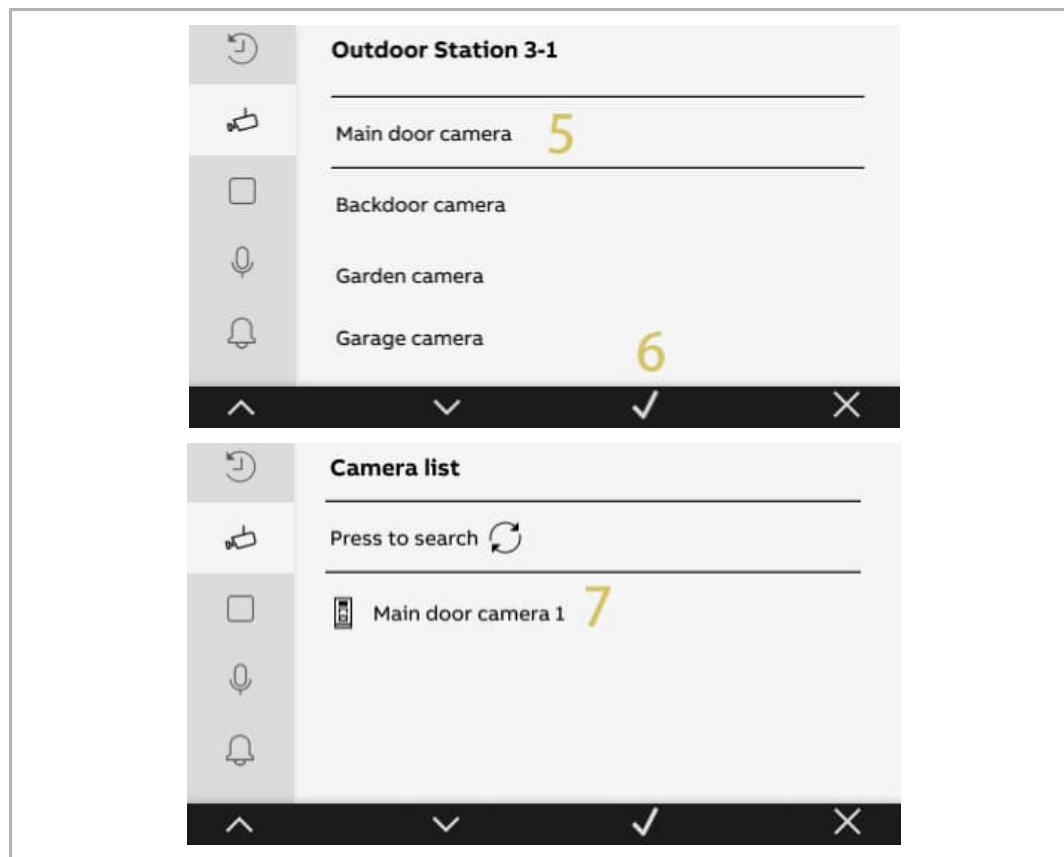 Outdoor Station 3-1
Main door camera 5
Backdoor camera
Garden camera
Garage camera
6
Camera list
Press to search
Main door camera 1 7